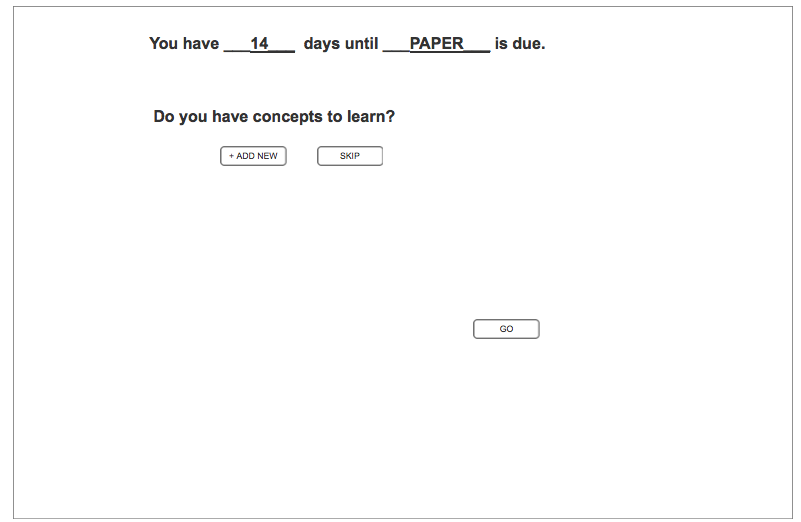 You have ___14___ days until ___PAPER___ is due.
Do you have concepts to learn?
+ ADD NEW SKIP
GO